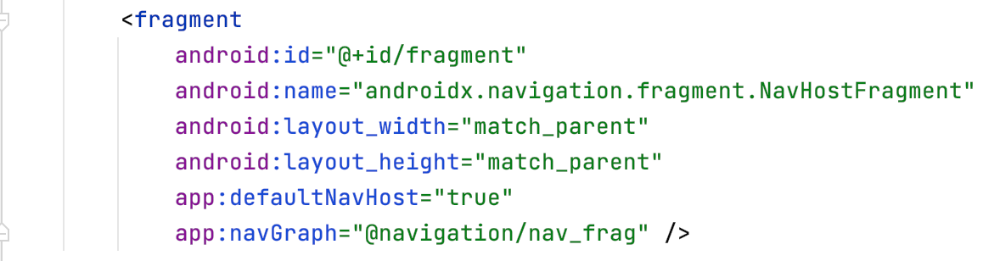 <fragment
android:id="@+id/fragment"
android:name="androidx.navigation.fragment.NavHostFragment"
android:layout_width="match_parent"
android:layout_height="match_parent"
app:defaultNavHost="true"
app:navGraph="@navigation/nav_frag" />